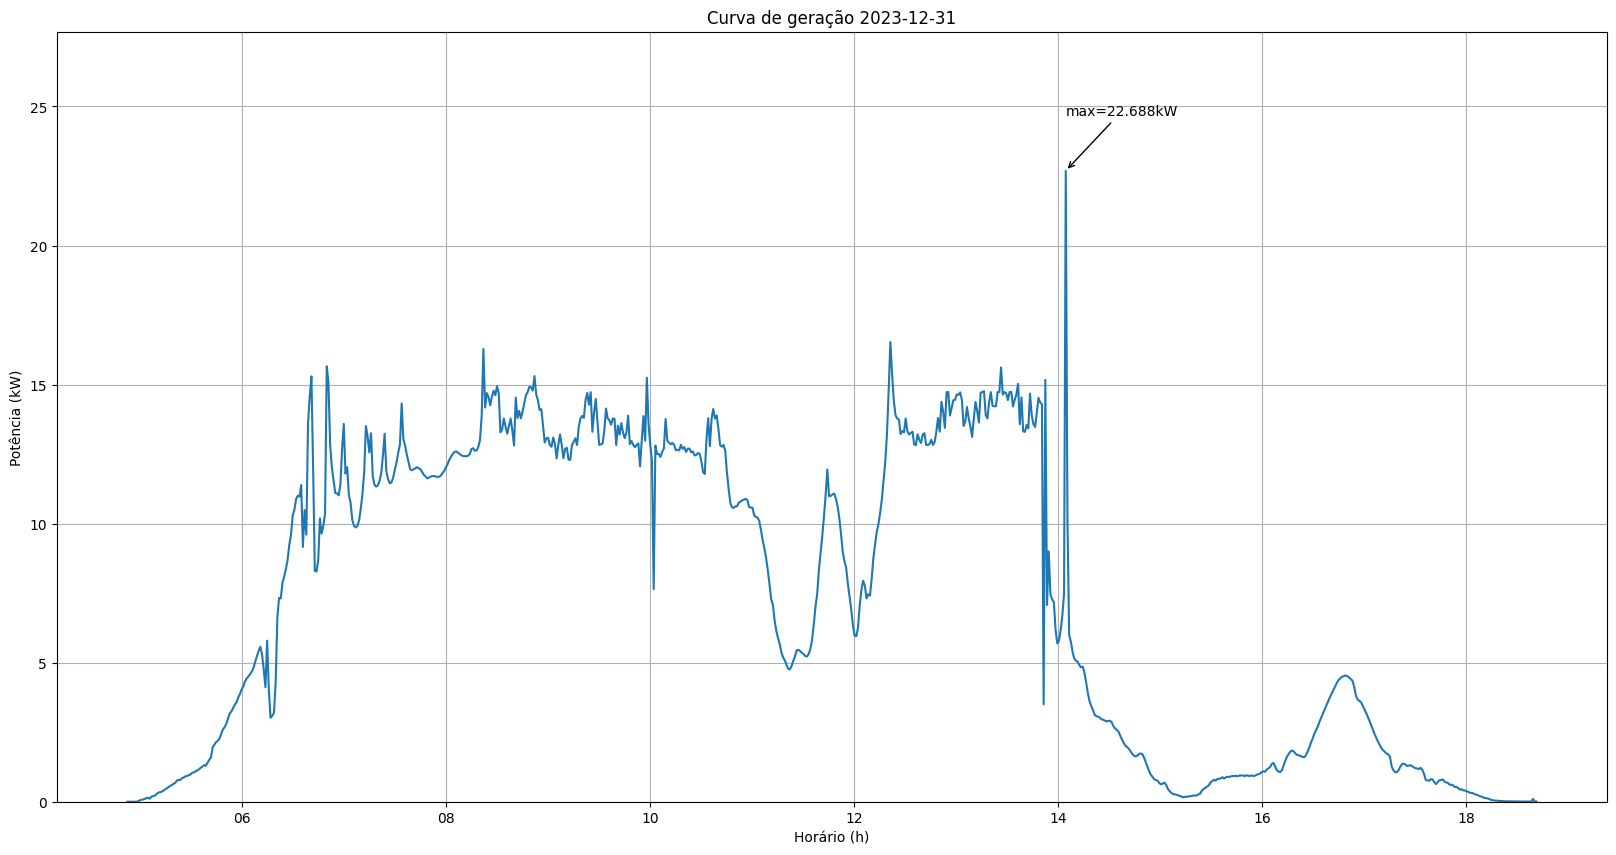 Curva de geração 2023-12-31
Potência (kW)
25
20
15
10
5
0
max=22.688kW
06 08 10 12 14 16 18
Horário (h)